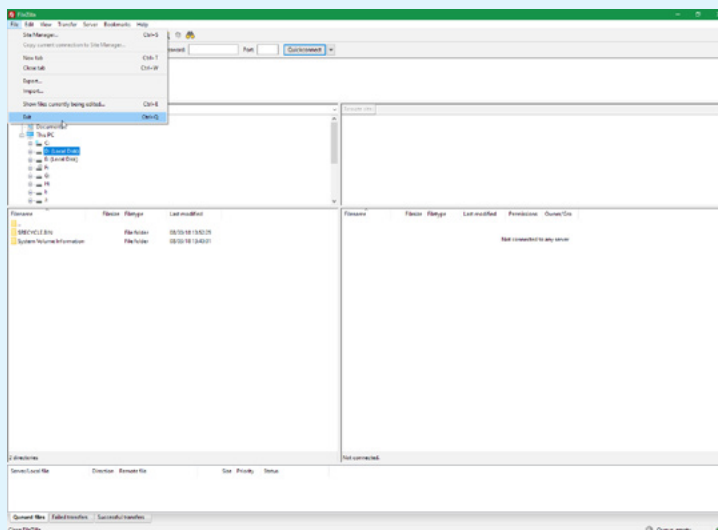 FileZilla
File Edit View Transfer Server Bookmarks Help
Site Manager... Ctrl+S
Copy current connection to Site Manager...
New tab Ctrl+T
Close tab Ctrl+W
Export...
Import...
Show files currently being edited... Ctrl+E
Exit Ctrl+Q
Port: Quickconnect
Remote site:
Documents
This PC
C:
D: (Local Disk)
E: (Local Disk)
Filename Filesize Filetype Last modified
..
$RECYCLE.BIN File folder
System Volume Information File folder
2 directories
Filename Filesize Filetype Last modified Permissions Owner/Gro
Not connected to any server
Not connected.
Server/Local file Direction Remote file Size Priority Status
Queued files Failed transfers Successful transfers
Close FileZilla
Queue: empty